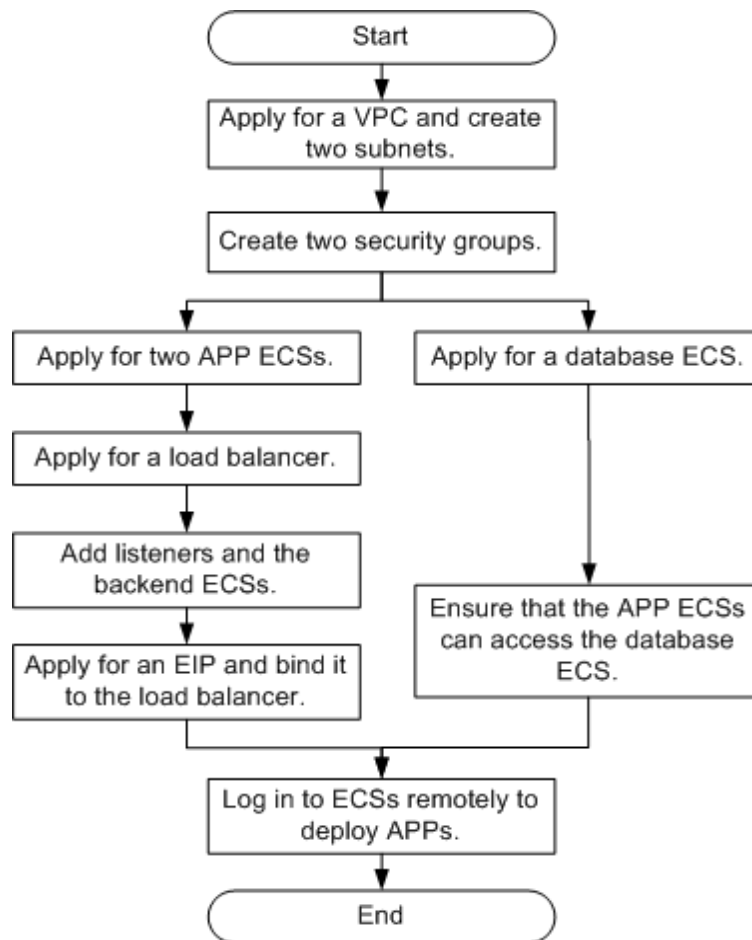 Start
Apply for a VPC and create
two subnets.
Create two security groups.
Apply for two APP ECSs.
Apply for a database ECS.
Apply for a load balancer.
Add listeners and the
backend ECSs.
Ensure that the APP ECSs
can access the database
ECS.
Apply for an EIP and bind it
to the load balancer.
Log in to ECSs remotely to
deploy APPs.
End